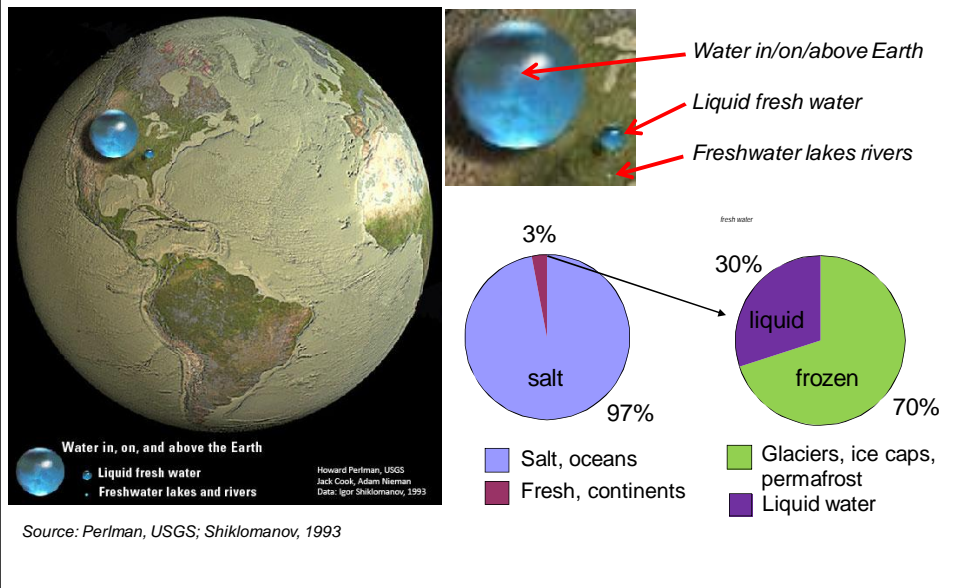 Water in, on, and above the Earth
Liquid fresh water
Freshwater lakes and rivers
Howard Perlman, USGS
Jack Cook, Adam Nieman
Data: Igor Shiklomanov, 1993
Source: Perlman, USGS; Shiklomanov, 1993
Water in/on/above Earth
Liquid fresh water
Freshwater lakes rivers
3%
salt
97%
Salt, oceans
Fresh, continents
fresh water
30%
liquid
frozen
70%
Glaciers, ice caps,
permafrost
Liquid water